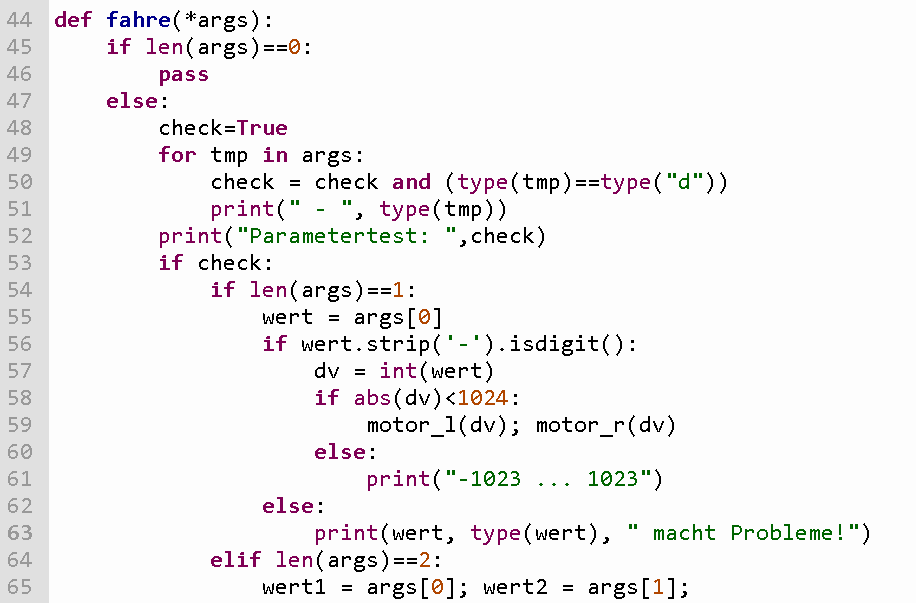 44 def fahre(*args):
45     if len(args)==0:
46         pass
47     else:
48         check=True
49         for tmp in args:
50             check = check and (type(tmp)==type("d"))
51             print(" - ", type(tmp))
52         print("Parametertest: ",check)
53         if check:
54             if len(args)==1:
55                 wert = args[0]
56                 if wert.strip('-').isdigit():
57                     dv = int(wert)
58                     if abs(dv)<1024:
59                         motor_l(dv); motor_r(dv)
60                     else:
61                         print("-1023 ... 1023")
62                 else:
63                     print(wert, type(wert), " macht Probleme!")
64             elif len(args)==2:
65                 wert1 = args[0]; wert2 = args[1];